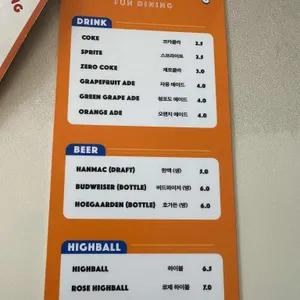 FUN DINING
DRINK
COKE 코카콜라 2.5
SPRITE 스프라이트 2.5
ZERO COKE 제로콜라 3.0
GRAPEFRUIT ADE 자몽 에이드 4.0
GREEN GRAPE ADE 청포도 에이드 4.0
ORANGE ADE 오렌지 에이드 4.0
BEER
HANMAC (DRAFT) 한맥 (생) 5.0
BUDWEISER (BOTTLE) 버드와이저 (병) 6.0
HOEGAARDEN (BOTTLE) 호가든 (병) 6.0
HIGHBALL
HIGHBALL 하이볼 6.5
ROSE HIGHBALL 로제 하이볼 7.0